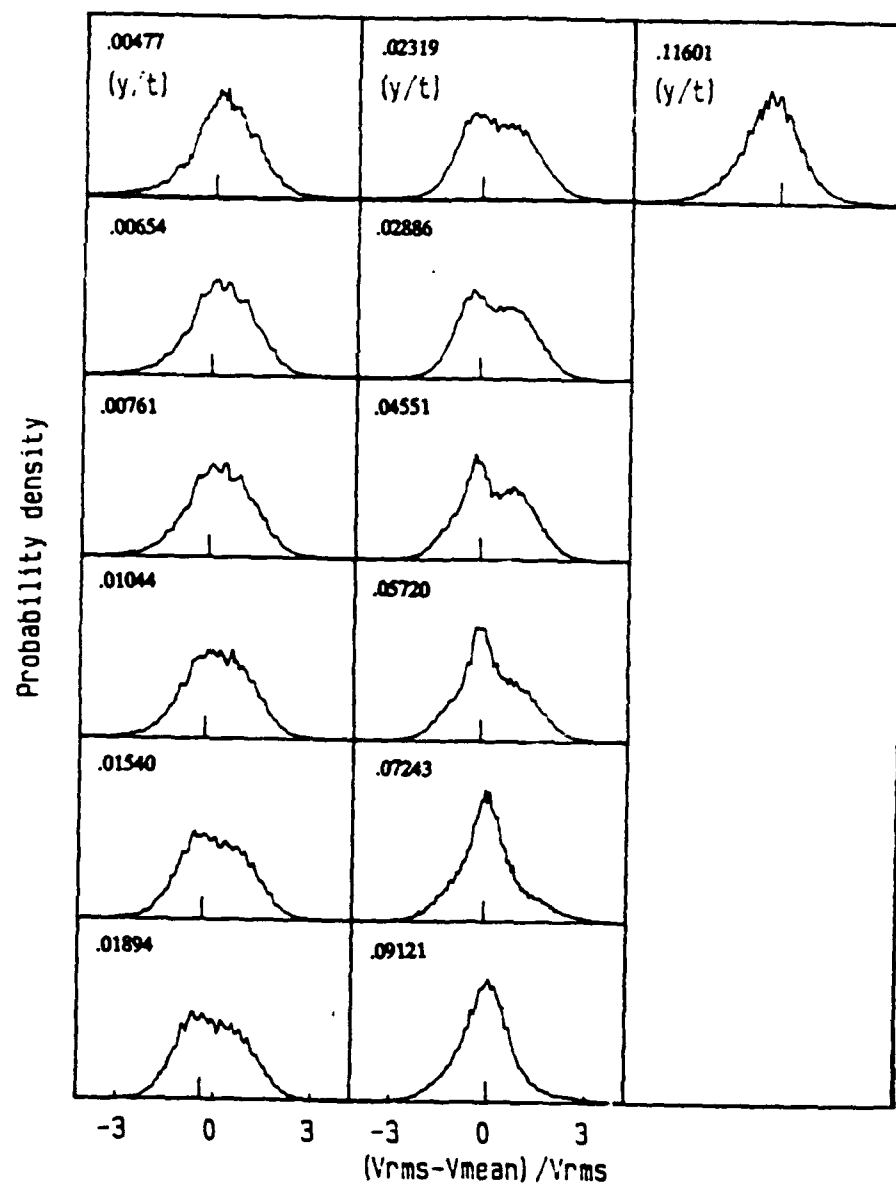 .00477 .02319 .11601
(y/t) (y/t) (y/t)
.00654 .02886
.00761 .04551
.01044 .05720
.01540 .07243
.01894 .09121
Probability density
-3 0 3 -3 0 3
(Vrms-Vmean)/Vrms